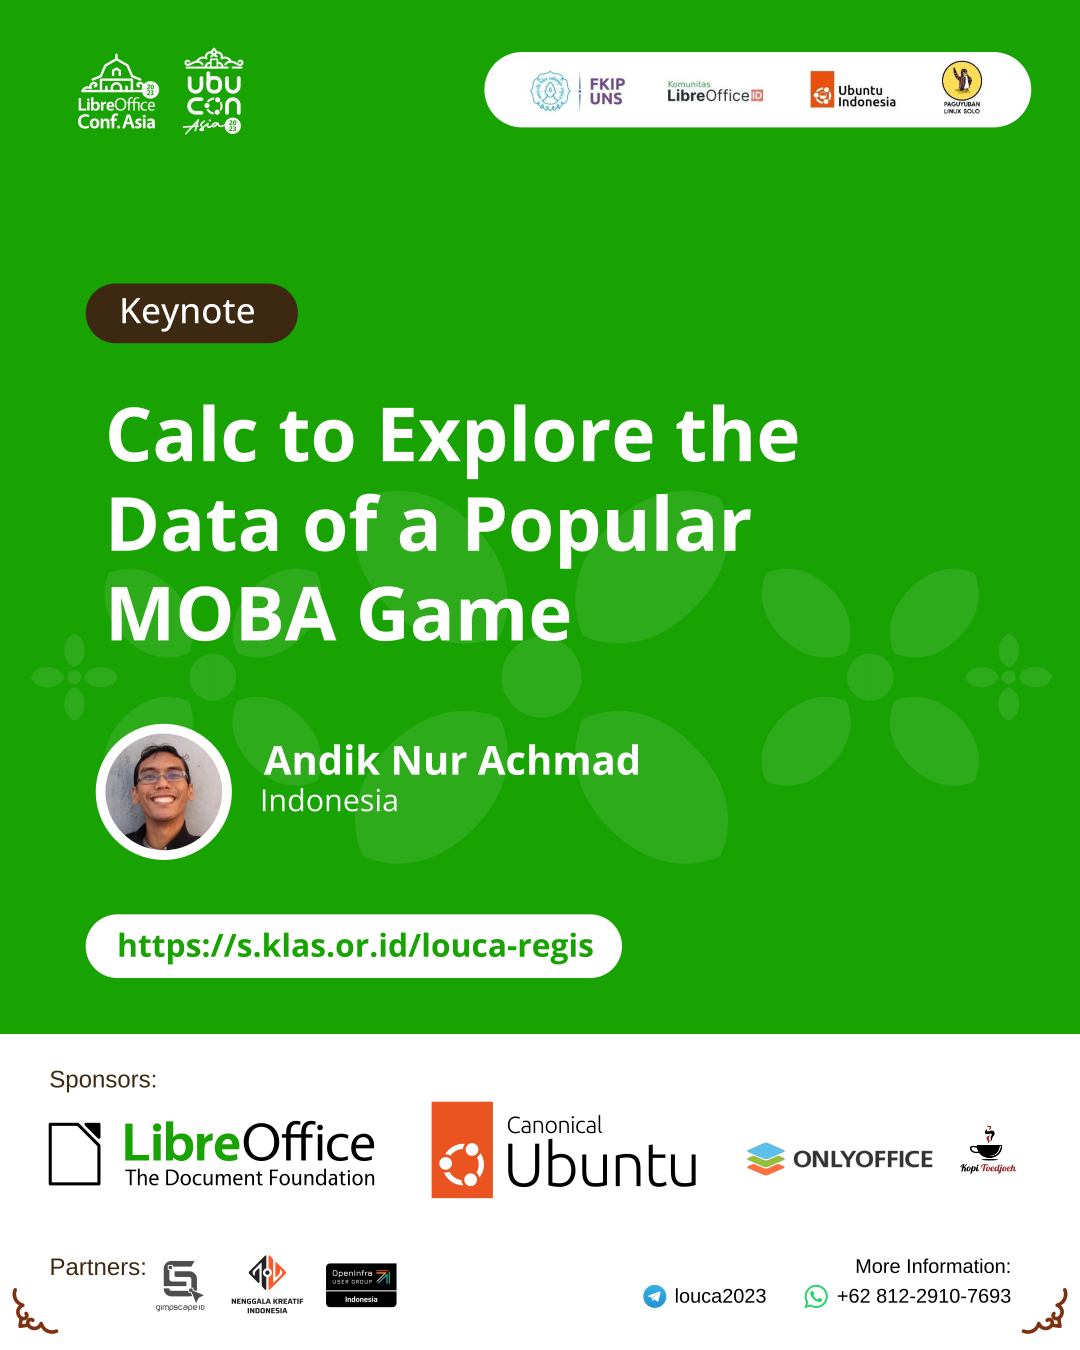 LibreOffice
Conf.Asia
2023
ubu
con
Asia
2023
FKIP
UNS
Komunitas
LibreOffice ID
Ubuntu
Indonesia
PAGUYUBAN
LINUX SOLO
Keynote
Calc to Explore the
Data of a Popular
MOBA Game
Andik Nur Achmad
Indonesia
https://s.klas.or.id/louca-regis
Sponsors:
LibreOffice
The Document Foundation
Canonical
Ubuntu
ONLYOFFICE
Kopi Toedjoeh
Partners:
gimpscape ID
NENGGALA KREATIF
INDONESIA
OpenInfra
USER GROUP
Indonesia
More Information:
louca2023
+62 812-2910-7693